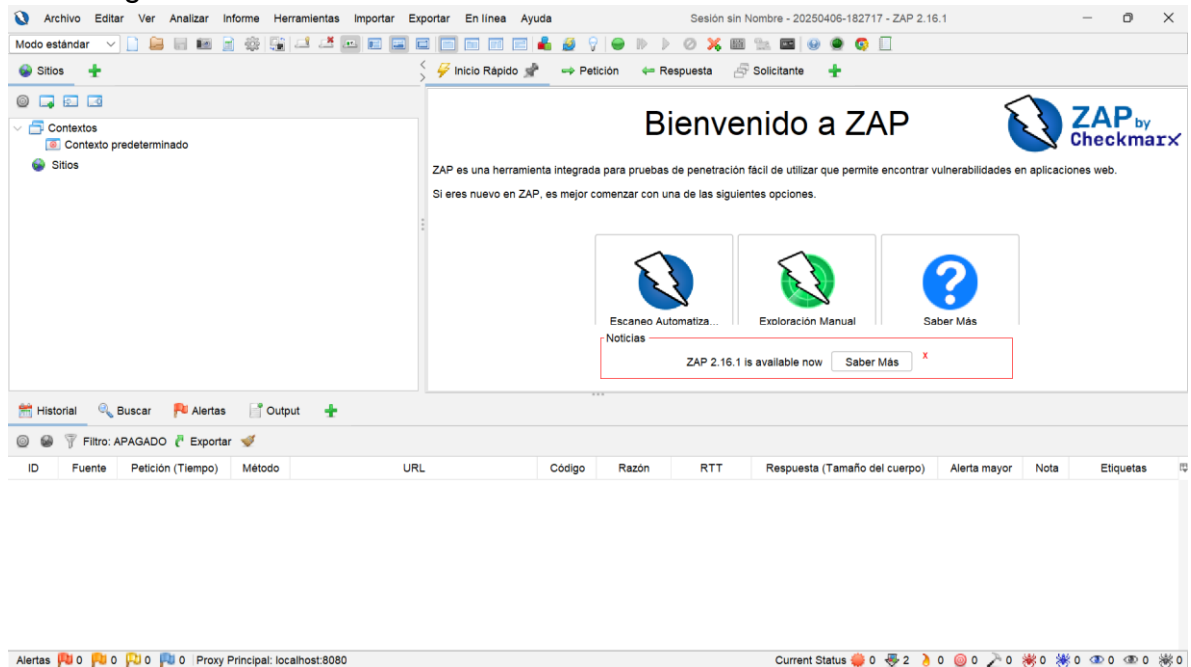 Archivo Editar Ver Analizar Informe Herramientas Importar Exportar En línea Ayuda
Sesión sin Nombre - 20250406-182717 - ZAP 2.16.1
Modo estándar
Sitios
Inicio Rápido Petición Respuesta Solicitante
Contextos
Contexto predeterminado
Sitios
Bienvenido a ZAP
ZAP by
Checkmarx
ZAP es una herramienta integrada para pruebas de penetración fácil de utilizar que permite encontrar vulnerabilidades en aplicaciones web.
Si eres nuevo en ZAP, es mejor comenzar con una de las siguientes opciones.
Escaneo Automatiza... Exploración Manual Saber Más
Noticias
ZAP 2.16.1 is available now Saber Más x
Historial Buscar Alertas Output
Filtro: APAGADO Exportar
ID Fuente Petición (Tiempo) Método URL Código Razón RTT Respuesta (Tamaño del cuerpo) Alerta mayor Nota Etiquetas
Alertas 0 0 0 0 Proxy Principal: localhost:8080 Current Status 0 2 0 0 0 0 0 0 0 0